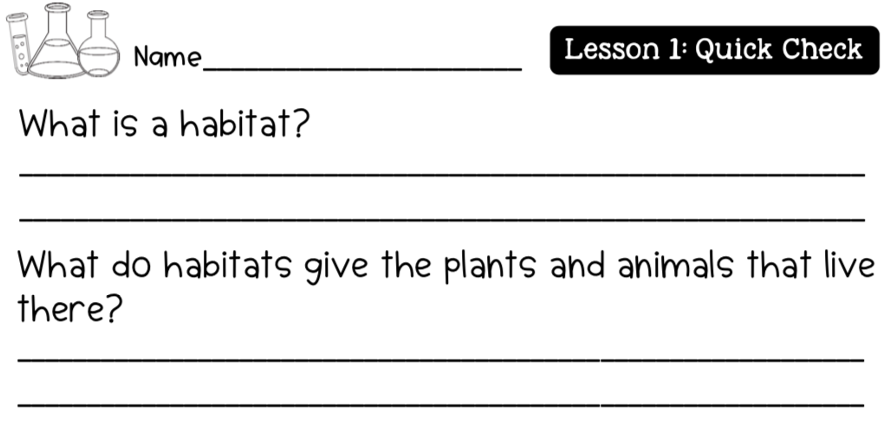 Name
Lesson 1: Quick Check
What is a habitat?
What do habitats give the plants and animals that live
there?